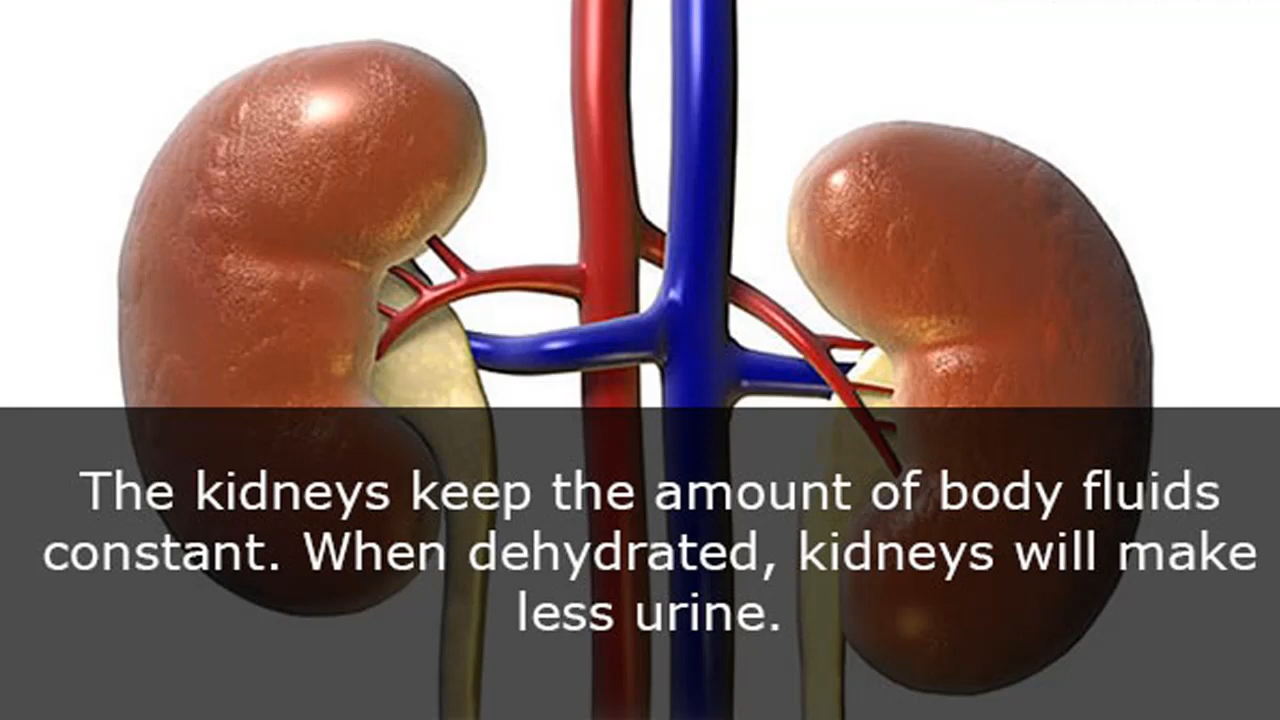 The kidneys keep the amount of body fluids
constant. When dehydrated, kidneys will make
less urine.